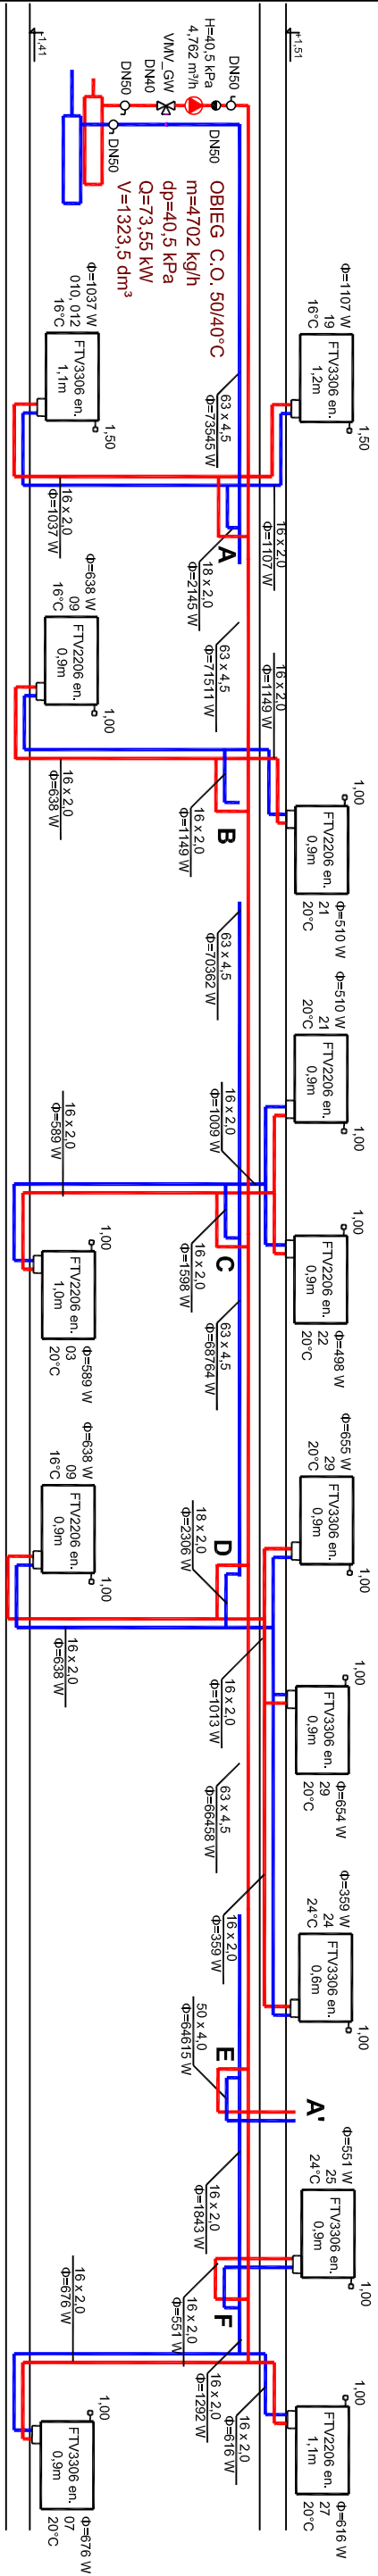 -1,41
+1,51
H=40,5 kPa
4,762 m³/h
VMV_GW
DN40
DN50
DN50
DN50
DN50
OBIEG C.O. 50/40°C
m=4702 kg/h
dp=40,5 kPa
Q=73,55 kW
V=1323,5 dm³
Φ=1107 W
19
16°C
FTV3306 en.
1,2m
1,50
Φ=1037 W
010, 012
16°C
FTV3306 en.
1,1m
1,50
63 x 4,5
Φ=73545 W
16 x 2,0
Φ=1107 W
16 x 2,0
Φ=1037 W
A
18 x 2,0
Φ=2145 W
Φ=638 W
09
16°C
FTV2206 en.
0,9m
1,00
63 x 4,5
Φ=71511 W
16 x 2,0
Φ=1149 W
16 x 2,0
Φ=638 W
B
16 x 2,0
Φ=1149 W
1,00
FTV2206 en.
0,9m
Φ=510 W
21
20°C
63 x 4,5
Φ=70362 W
Φ=510 W
21
20°C
FTV2206 en.
0,9m
1,00
16 x 2,0
Φ=1009 W
16 x 2,0
Φ=589 W
C
16 x 2,0
Φ=1598 W
1,00
FTV2206 en.
0,9m
Φ=498 W
22
20°C
1,00
FTV2206 en.
1,0m
Φ=589 W
03
20°C
63 x 4,5
Φ=68764 W
Φ=655 W
29
20°C
FTV3306 en.
0,9m
1,00
Φ=638 W
09
16°C
FTV2206 en.
0,9m
1,00
18 x 2,0
Φ=2306 W
D
16 x 2,0
Φ=638 W
16 x 2,0
Φ=1013 W
1,00
FTV3306 en.
0,9m
Φ=654 W
29
20°C
63 x 4,5
Φ=66458 W
Φ=359 W
24
24°C
FTV3306 en.
0,6m
1,00
16 x 2,0
Φ=359 W
50 x 4,0
Φ=64615 W
E
A'
Φ=551 W
25
24°C
FTV3306 en.
0,9m
1,00
16 x 2,0
Φ=1843 W
16 x 2,0
Φ=551 W
F
16 x 2,0
Φ=1292 W
16 x 2,0
Φ=616 W
16 x 2,0
Φ=676 W
1,00
FTV2206 en.
1,1m
Φ=616 W
27
20°C
1,00
FTV3306 en.
0,9m
Φ=676 W
07
20°C